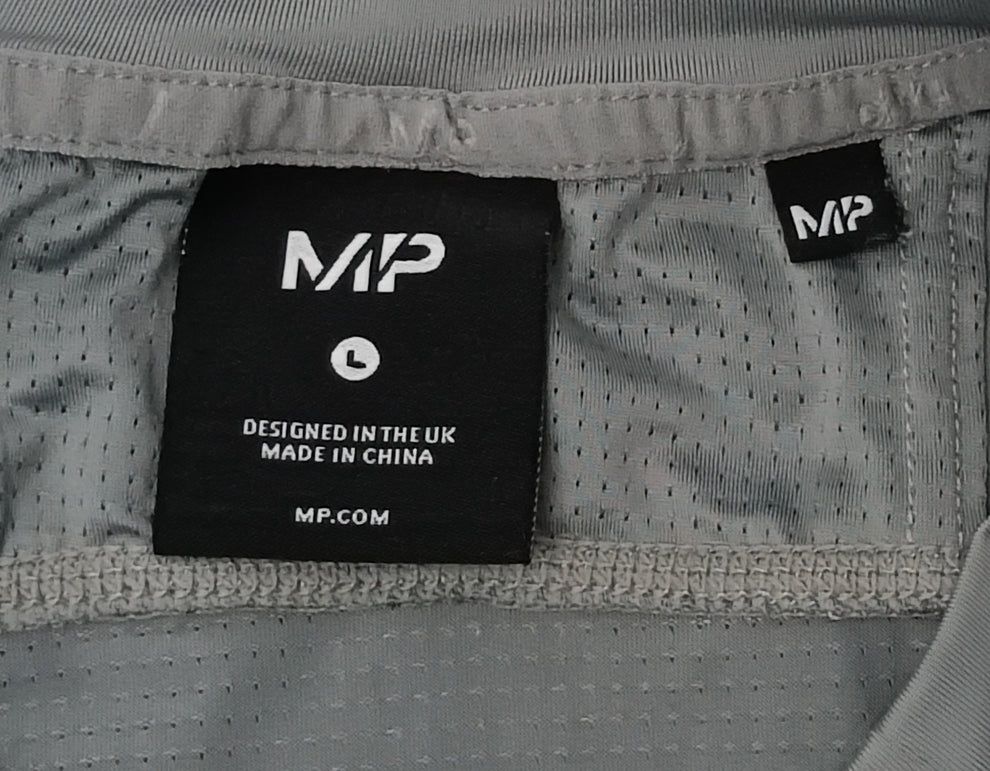 MP
MP
L
DESIGNED IN THE UK
MADE IN CHINA
MP.COM